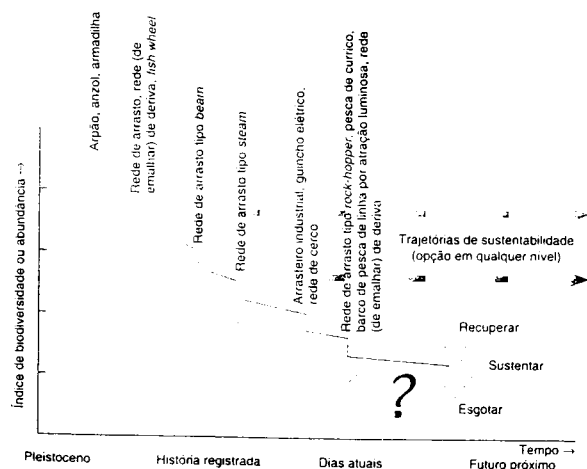 Índice de biodiversidade ou abundância →
Arpão, anzol, armadilha
Rede de arrasto, rede (de
emalhar) de deriva, fish wheel
Rede de arrasto tipo beam
Rede de arrasto tipo steam
Arrasteiro industrial, guincho elétrico,
rede de cerco
Rede de arrasto tipo rock-hopper, pesca de currico,
barco de pesca de linha por atração luminosa, rede
(de emalhar) de deriva
Trajetórias de sustentabilidade
(opção em qualquer nível)
Recuperar
Sustentar
?
Esgotar
Tempo →
Pleistoceno
História registrada
Dias atuais
Futuro próximo